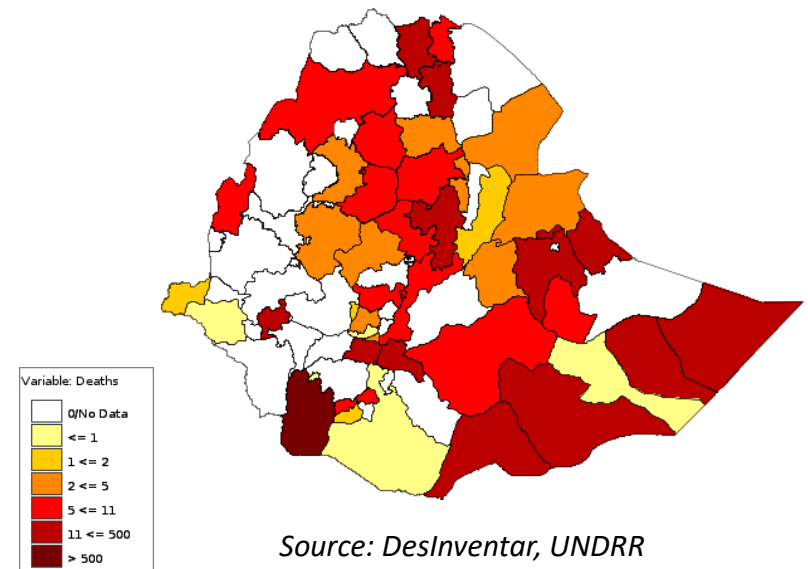 Variable: Deaths
0/No Data
<= 1
1 <= 2
2 <= 5
5 <= 11
11 <= 500
> 500
Source: DesInventar, UNDRR